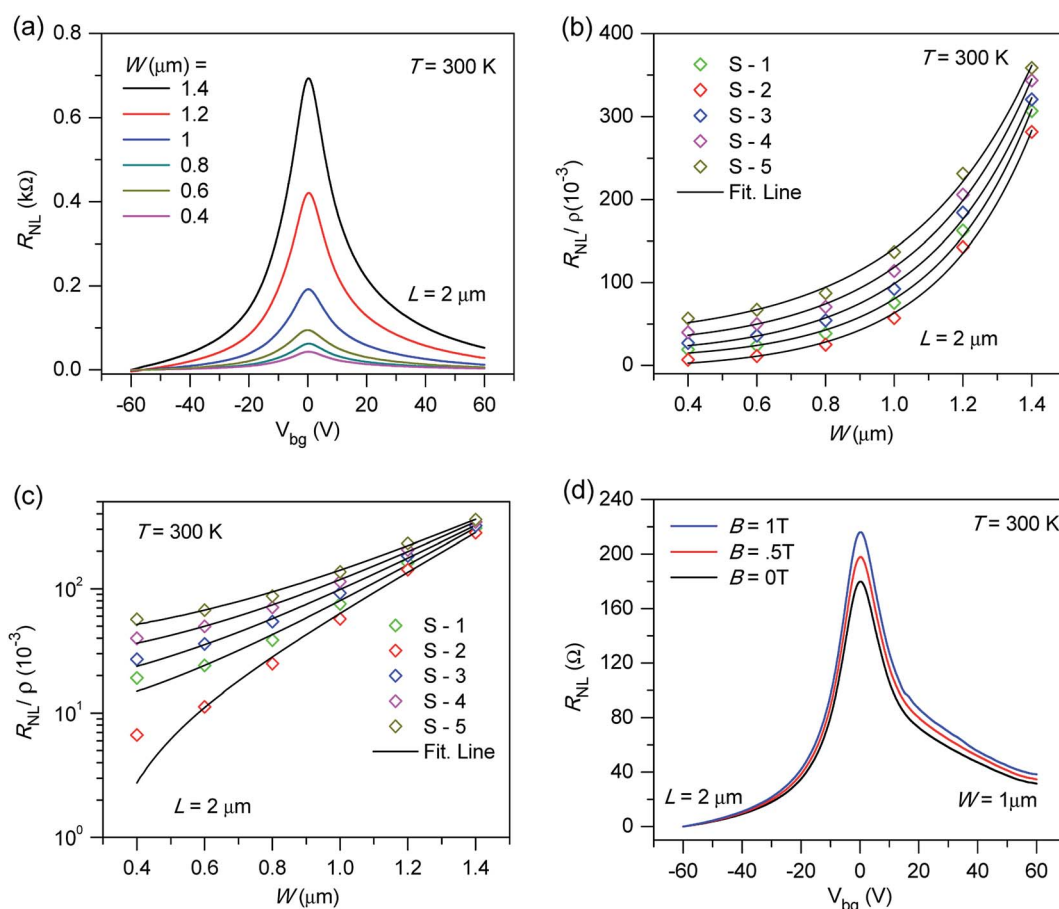 (a)
0.8
0.6
0.4
0.2
0.0
R_NL (kΩ)
W (μm) =
1.4
1.2
1
0.8
0.6
0.4
T = 300 K
L = 2 μm
-60 -40 -20 0 20 40 60
V_bg (V)
(b)
400
300
200
100
0
R_NL / ρ (10^-3)
S - 1
S - 2
S - 3
S - 4
S - 5
Fit. Line
T = 300 K
L = 2 μm
0.4 0.6 0.8 1.0 1.2 1.4
W (μm)
(c)
10^2
10^1
10^0
R_NL / ρ (10^-3)
T = 300 K
S - 1
S - 2
S - 3
S - 4
S - 5
Fit. Line
L = 2 μm
0.4 0.6 0.8 1.0 1.2 1.4
W (μm)
(d)
240
200
160
120
80
40
0
R_NL (Ω)
B = 1T
B = .5T
B = 0T
T = 300 K
L = 2 μm
W = 1μm
-60 -40 -20 0 20 40 60
V_bg (V)